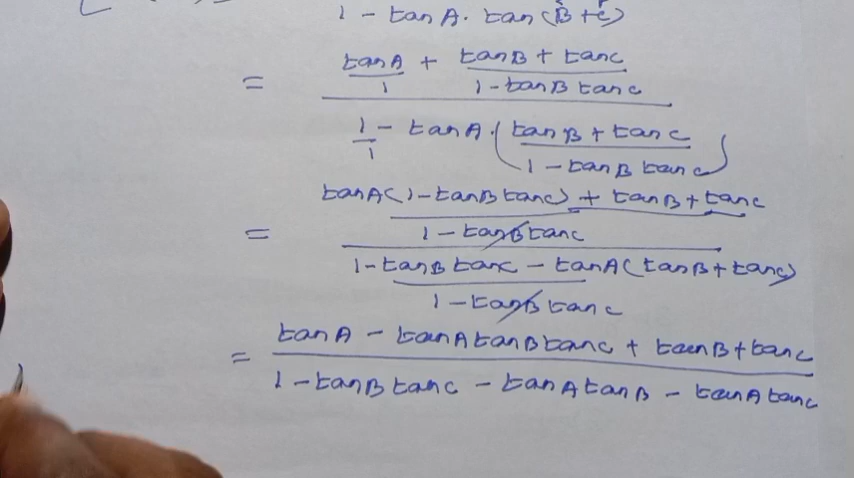 1 - tan A . tan (B + C)
= tan A / 1 + tan B + tan C / 1 - tan B tan C
1 / 1 - tan A . ( tan B + tan C / 1 - tan B tan C )
tan A (1 - tan B tan C) + tan B + tan C
= 1 - tan B tan C
1 - tan B tan C - tan A (tan B + tan C)
1 - tan B tan C
= tan A - tan A tan B tan C + tan B + tan C
1 - tan B tan C - tan A tan B - tan A tan C